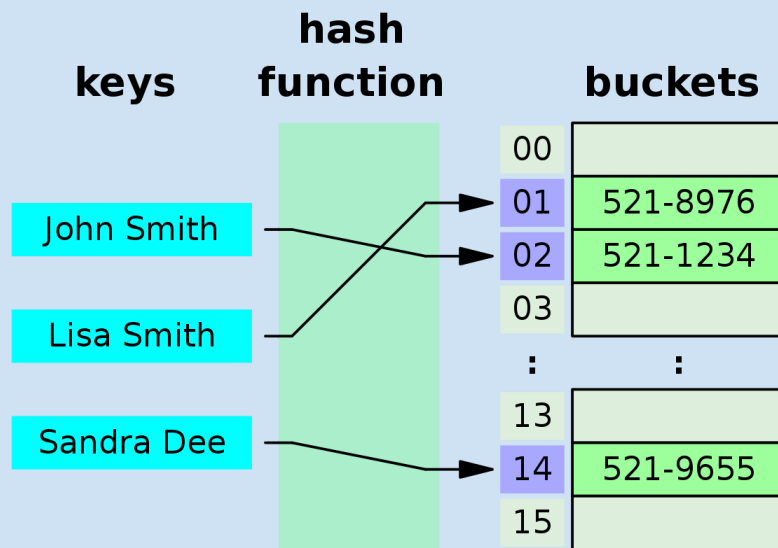 hash
keys function buckets
00
01 521-8976
John Smith
02 521-1234
03
Lisa Smith
: :
13
Sandra Dee
14 521-9655
15